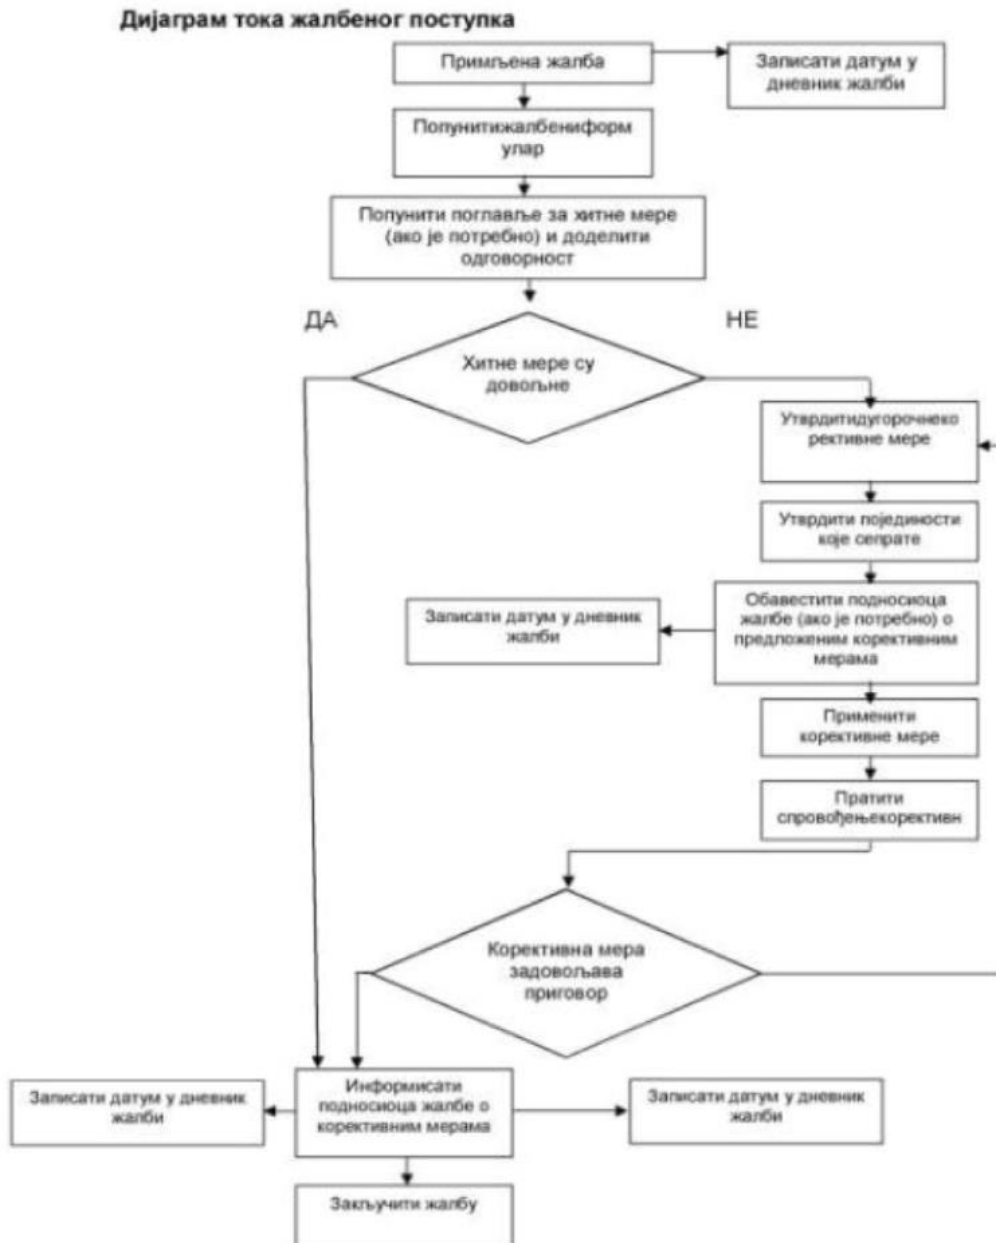 Дијаграм тока жалбеног поступка
Примљена жалба
Записати датум у
дневник жалби
Попунитижалбениформ
улар
Попунити поглавље за хитне мере
(ако је потребно) и доделити
одговорност
ДА
НЕ
Хитне мере су
довољне
Утврдитидугорочнеко
рективне мере
Утврдити појединости
које сепрате
Обавестити подносиоца
жалбе (ако је потребно) о
предложеним корективним
мерама
Записати датум у дневник
жалби
Применити
корективне мере
Пратити
спровођењекорективн
Корективна мера
задовољава
приговор
Записати датум у дневник
жалби
Информисати
подносиоца жалбе о
корективним мерама
Записати датум у дневник
жалби
Закључити жалбу